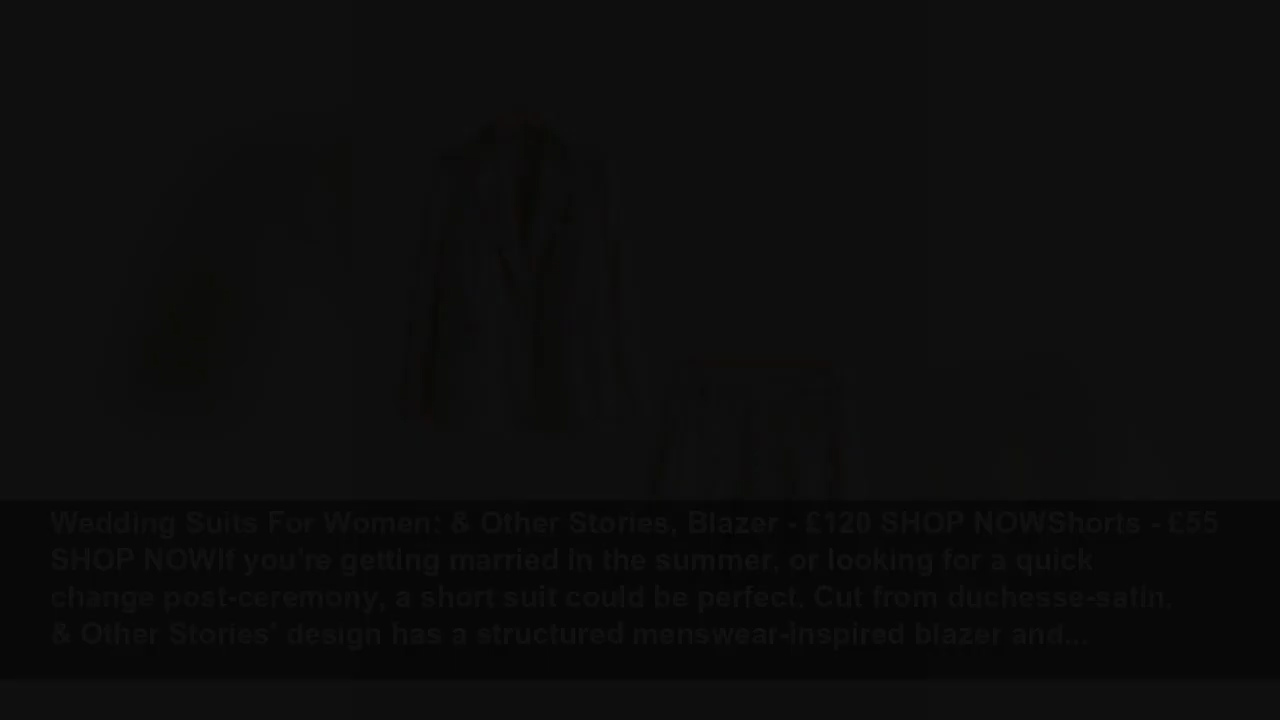 Wedding Suits For Women: & Other Stories, Blazer - £120 SHOP NOWShorts - £55
SHOP NOWIf you're getting married in the summer, or looking for a quick
change post-ceremony, a short suit could be perfect. Cut from duchesse-satin,
& Other Stories' design has a structured menswear-inspired blazer and...